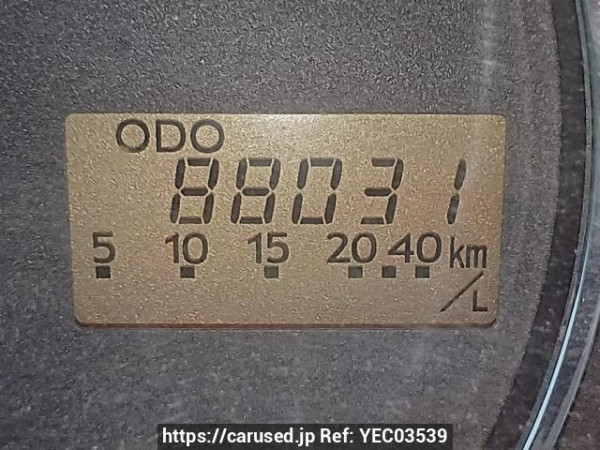 ODO
88031
5 10 15 20 40 km/L
https://carused.jp Ref: YEC03539